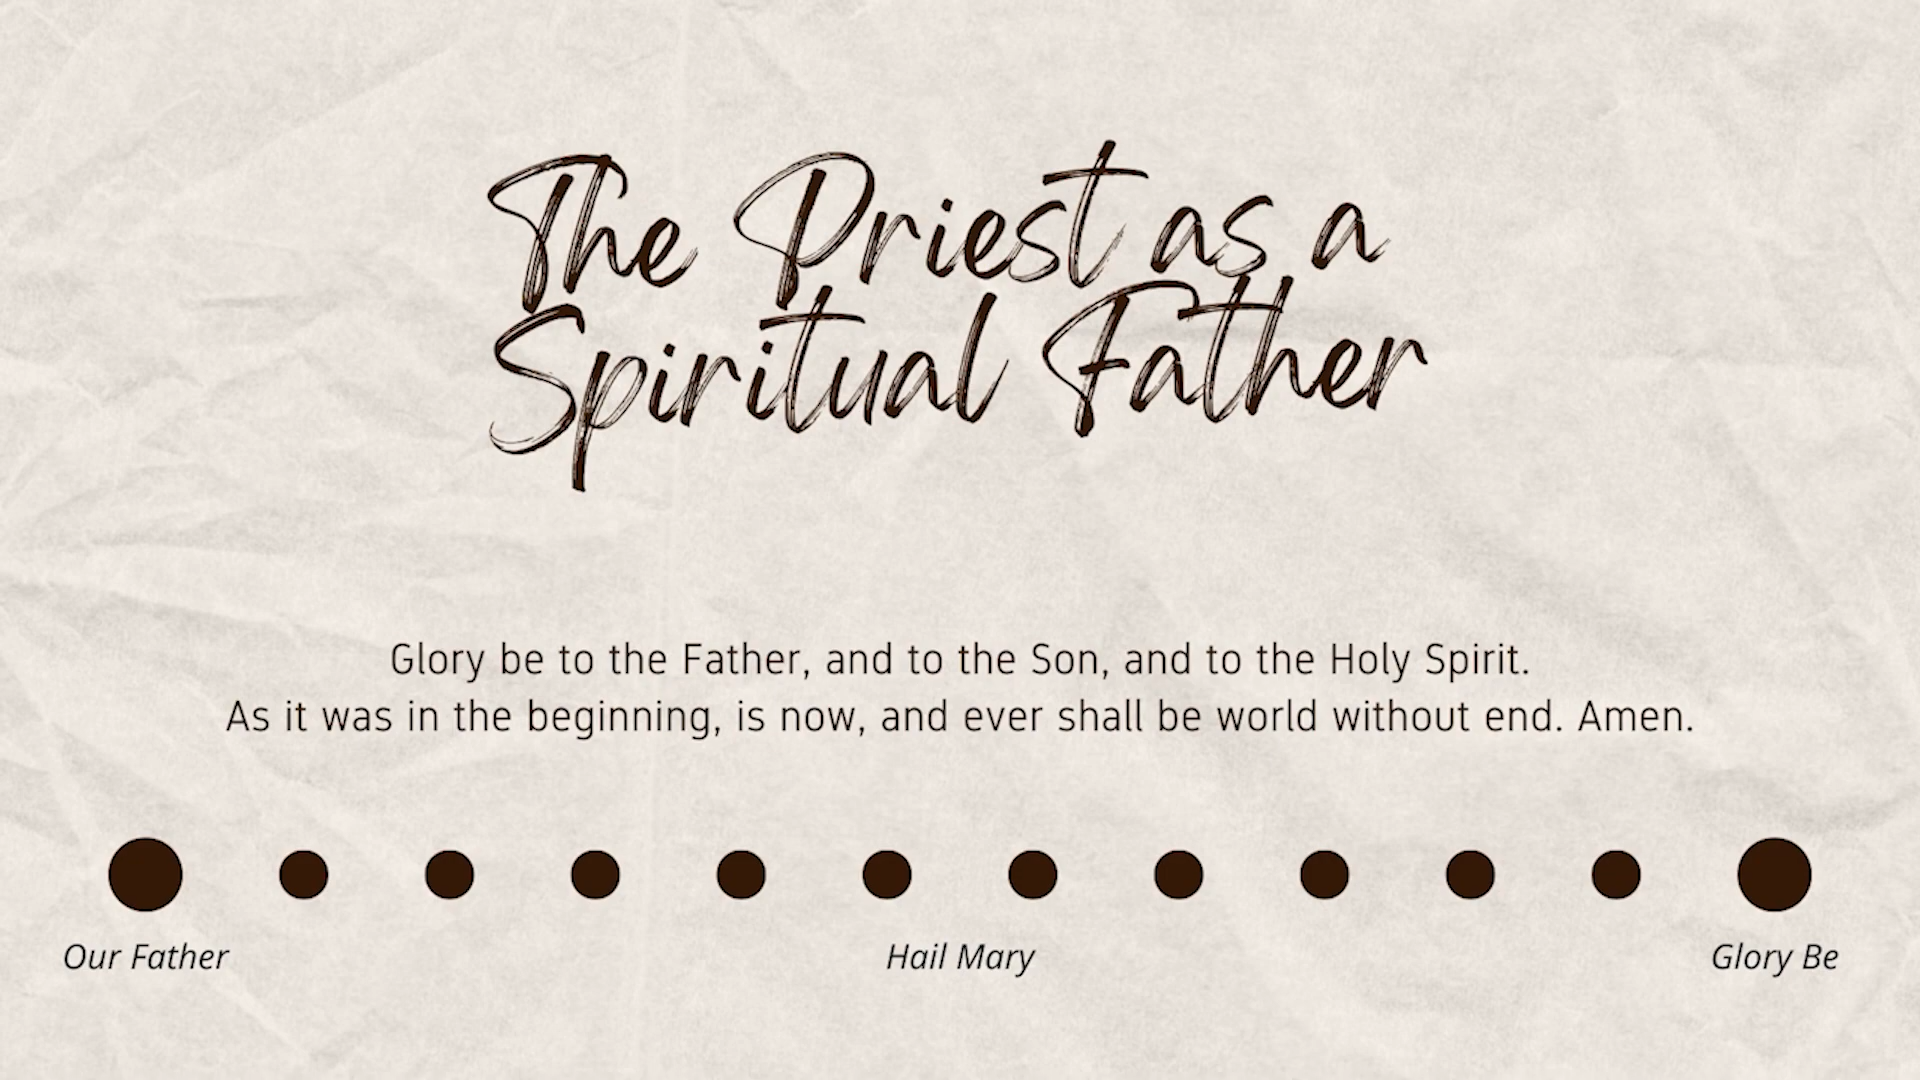 The Priest as a
Spiritual Father
Glory be to the Father, and to the Son, and to the Holy Spirit.
As it was in the beginning, is now, and ever shall be world without end. Amen.
Our Father
Hail Mary
Glory Be